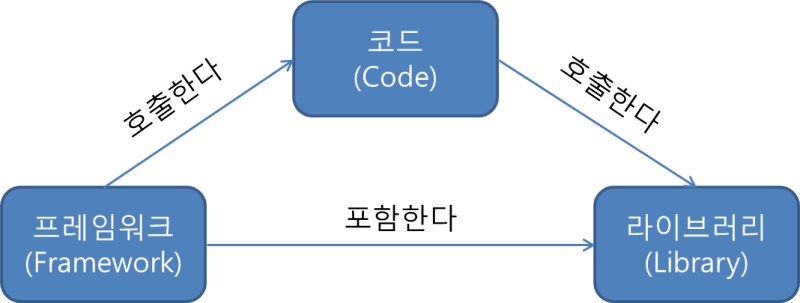 코드
(Code)
호출한다
호출한다
프레임워크
(Framework)
포함한다
라이브러리
(Library)